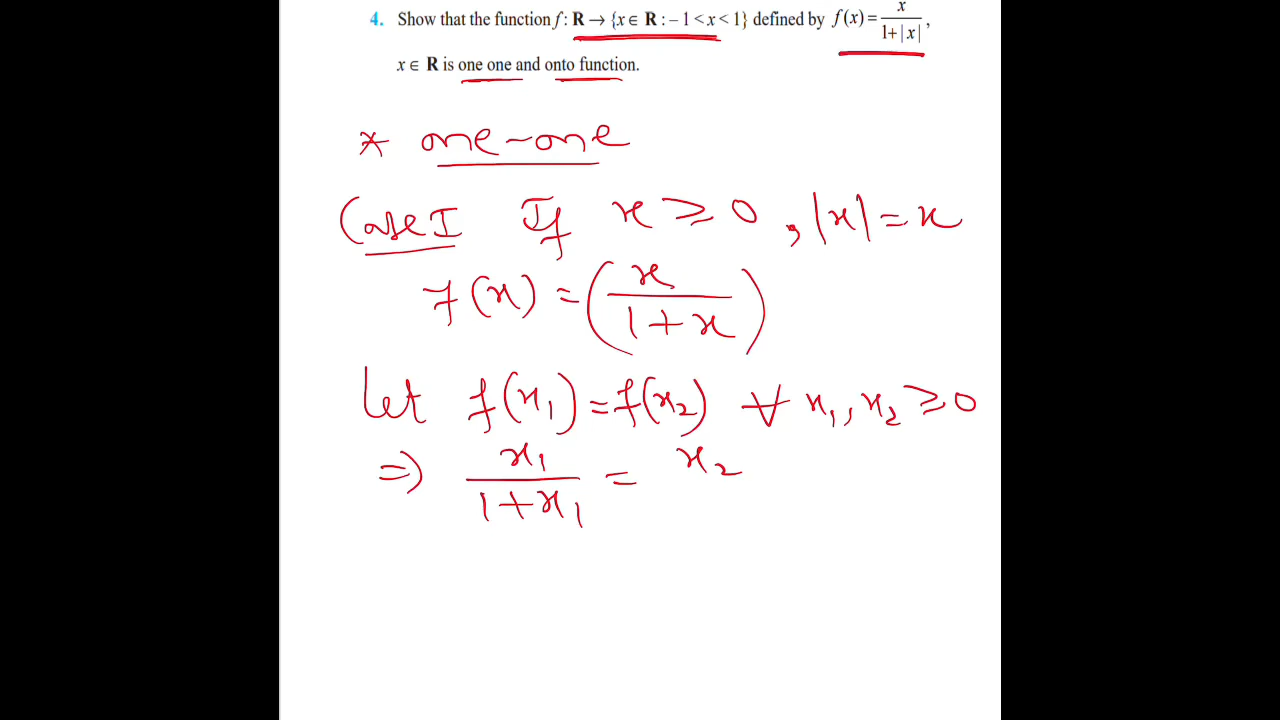 4. Show that the function f : R → {x ∈ R : – 1 < x < 1} defined by f(x) = x/(1+|x|),
x ∈ R is one one and onto function.
* one-one
Case I If x ≥ 0, |x| = x
f(x) = (x/(1+x))
Let f(x₁) = f(x₂) ∀ x₁, x₂ ≥ 0
⇒) x₁/(1+x₁) = x₂